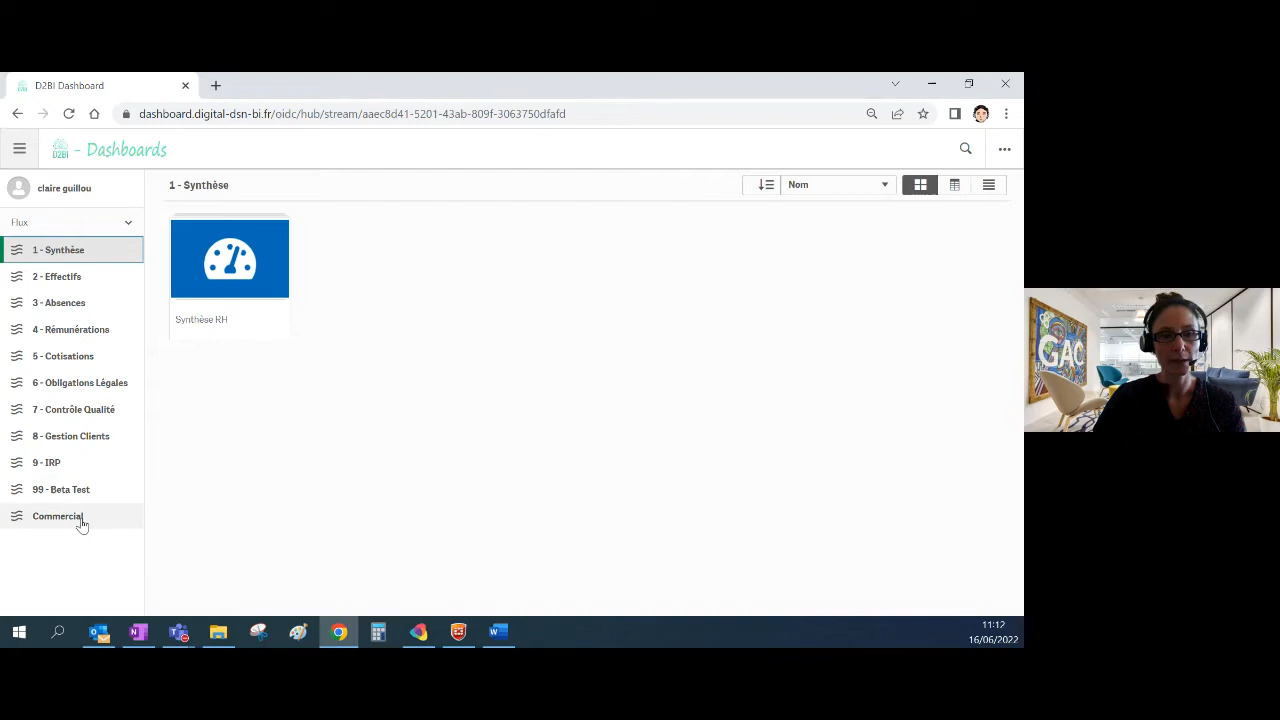 D2BI Dashboard
dashboard.digital-dsn-bi.fr/oidc/hub/stream/aaec8d41-5201-43ab-809f-3063750dfafd
D2BI - Dashboards
claire guillou
1 - Synthèse
Nom
Flux
1 - Synthèse
2 - Effectifs
3 - Absences
4 - Rémunérations
5 - Cotisations
6 - Obligations Légales
7 - Contrôle Qualité
8 - Gestion Clients
9 - IRP
99 - Beta Test
Commercial
Synthèse RH
GAC
11:12
16/06/2022